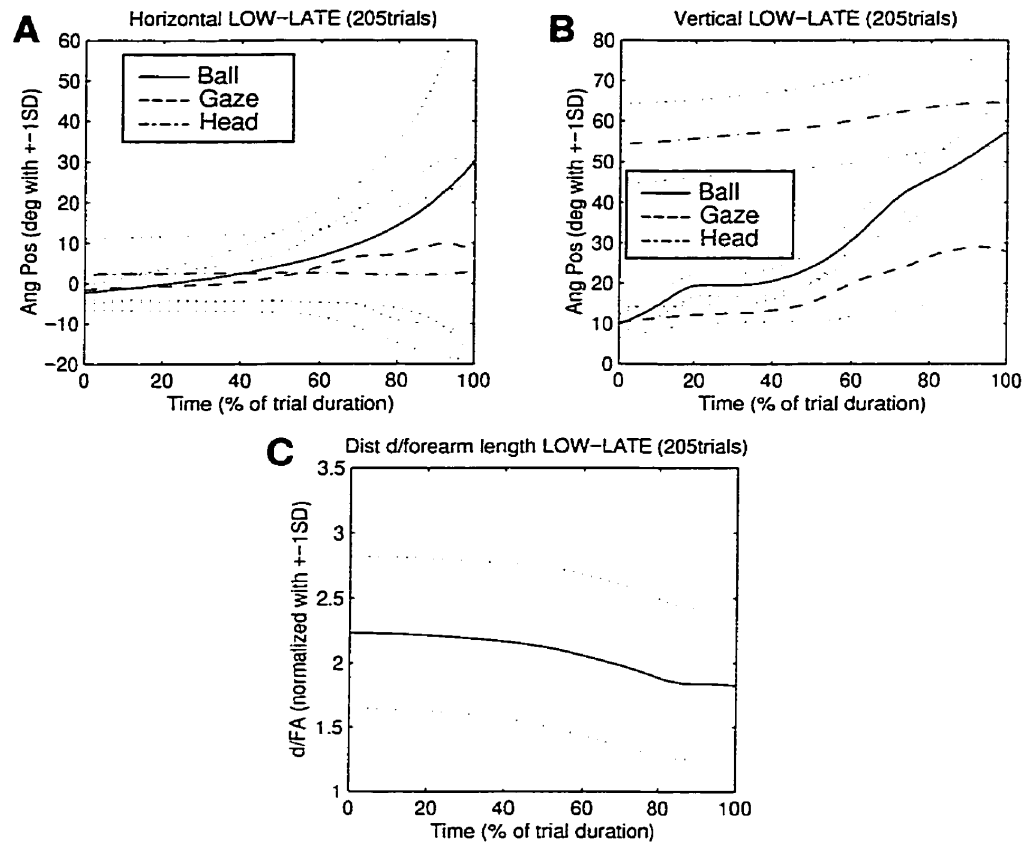 A
Horizontal LOW-LATE (205trials)
60
50
40
30
20
10
0
-10
-20
Ang Pos (deg with +-1SD)
Ball
Gaze
Head
0
20
40
60
80
100
Time (% of trial duration)
B
Vertical LOW-LATE (205trials)
80
70
60
50
40
30
20
10
0
Ang Pos (deg with +-1SD)
Ball
Gaze
Head
0
20
40
60
80
100
Time (% of trial duration)
C
Dist d/forearm length LOW-LATE (205trials)
3.5
3
2.5
2
1.5
1
d/FA (normalized with +-1SD)
0
20
40
60
80
100
Time (% of trial duration)